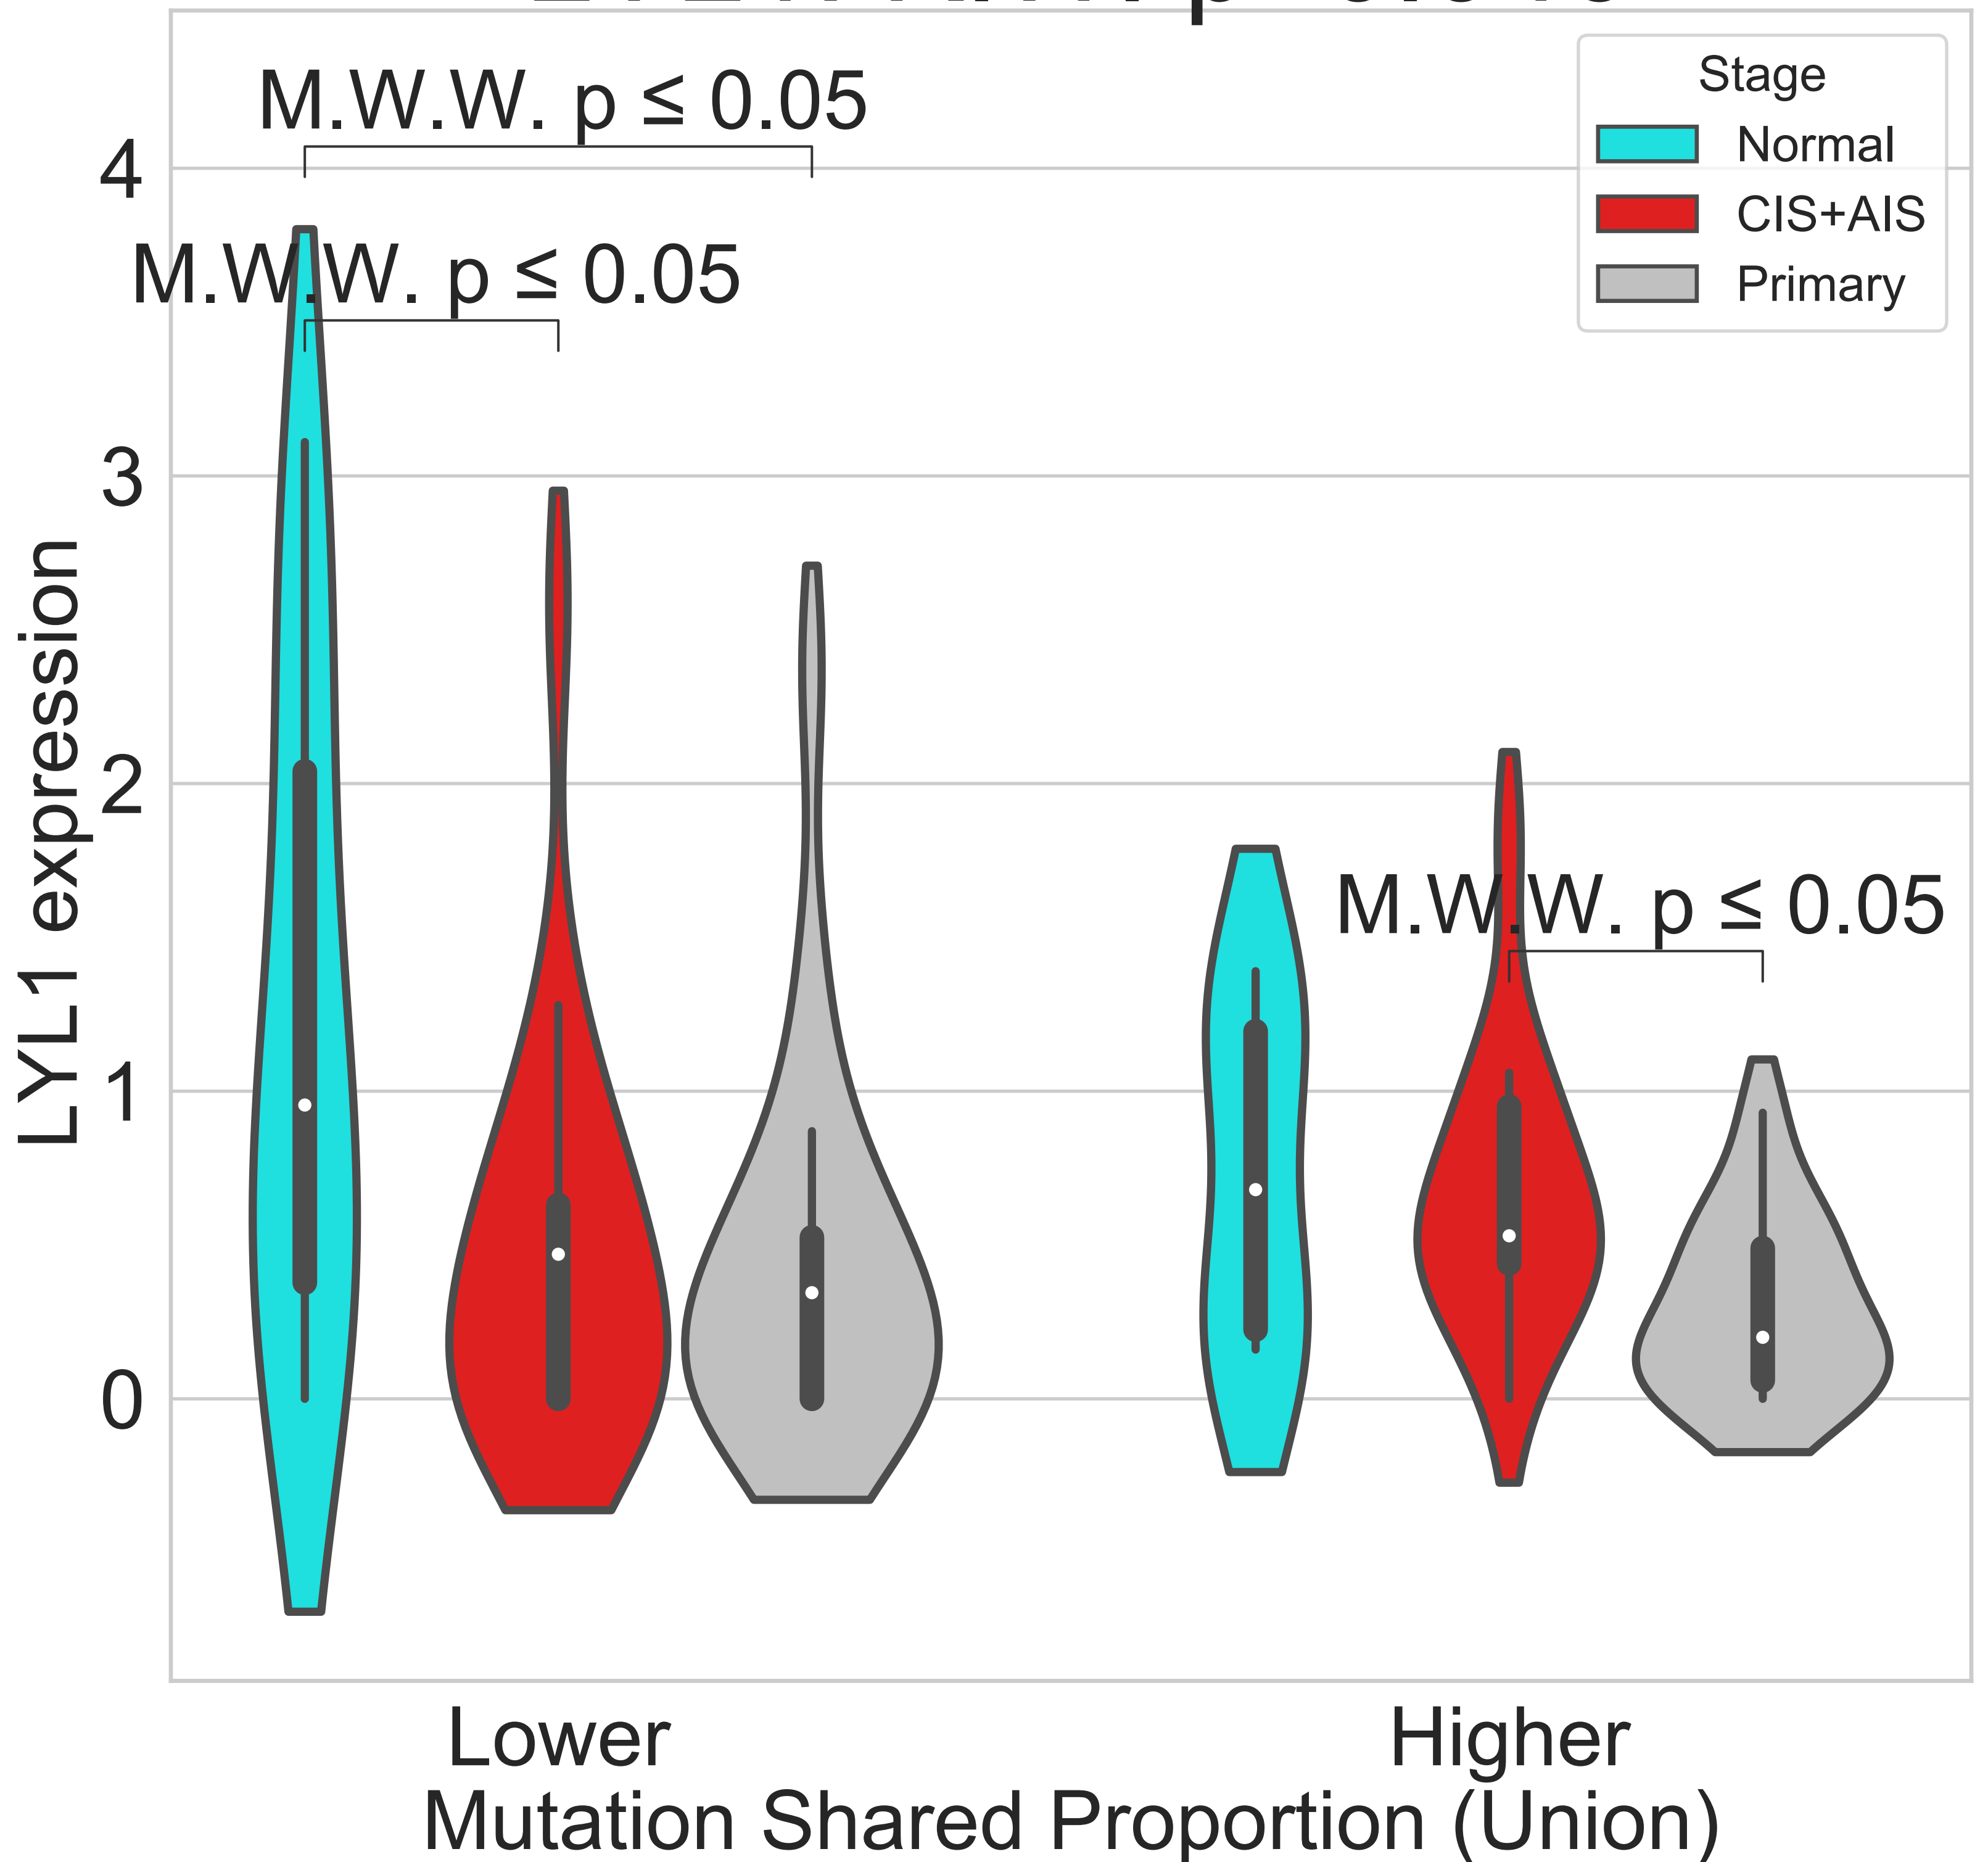 M.W.W. p ≤ 0.05
M.W.W. p ≤ 0.05
M.W.W. p ≤ 0.05
Stage
Normal
CIS+AIS
Primary
4
3
2
1
0
LYL1 expression
Lower
Higher
Mutation Shared Proportion (Union)